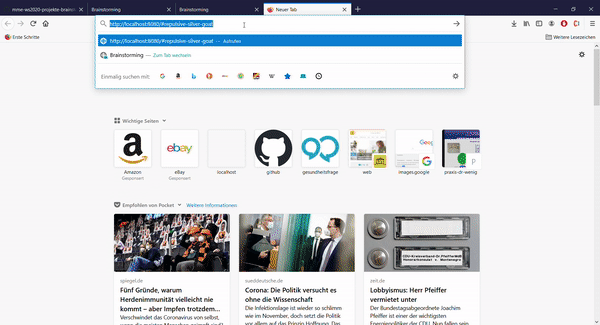 mme-ws2020-projekte-brainst
Brainstorming
Brainstorming
Neuer Tab
http://localhost:8080/#repulsive-silver-goat
Erste Schritte
Weitere Lesezeichen
http://localhost:8080/#repulsive-silver-goat — Aufrufen
Brainstorming — Zum Tab wechseln
Einmalig suchen mit:
Wichtige Seiten
Amazon
Gesponsert
eBay
Gesponsert
localhost
github
gesundheitsfrage
web
images.google
praxis-dr-wenig
Empfohlen von Pocket
Weitere Informationen
spiegel.de
Fünf Gründe, warum
Herdenimmunität vielleicht nie
kommt – aber Impfen trotzdem...
Verschwindet das Coronavirus von selbst,
sueddeutsche.de
Corona: Die Politik versucht es
ohne die Wissenschaft
Die Infektionslage ist wieder so schlimm
wie im November, doch setzt die Politik
vor allem auf das Prinzip Hoffnung. Das
zeit.de
Lobbyismus: Herr Pfeiffer
vermietet unter
Der Bundestagsabgeordnete Joachim
Pfeiffer ist einer der wichtigsten
Energiepolitiker der CDU. Nun fallen sein